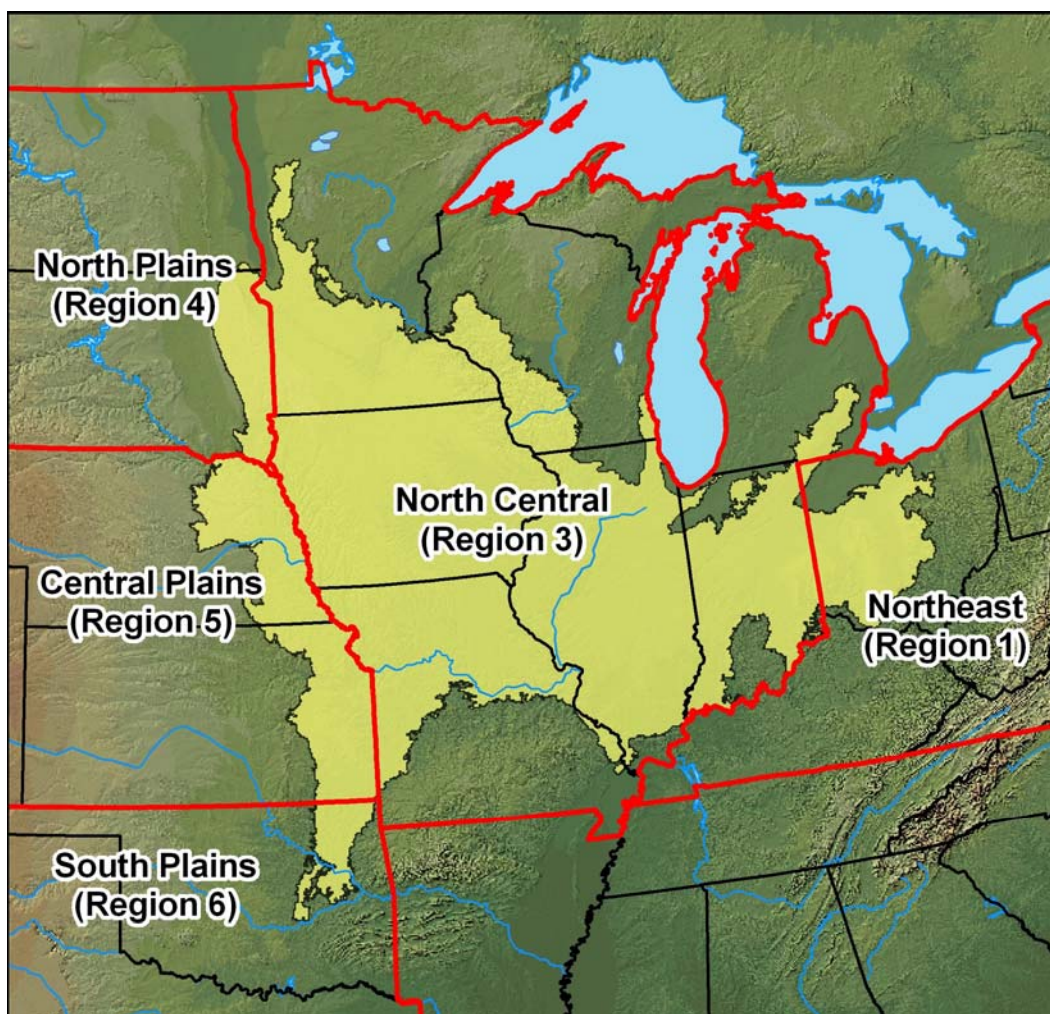 North Plains
(Region 4)
North Central
(Region 3)
Central Plains
(Region 5)
Northeast
(Region 1)
South Plains
(Region 6)